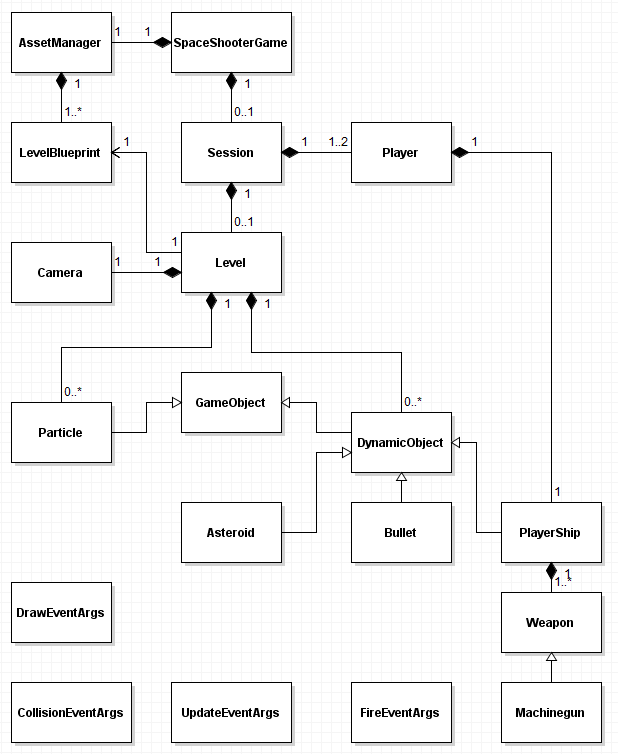 AssetManager
1
1
SpaceShooterGame
1
1
1..*
0..1
LevelBlueprint
1
Session
1
1..2
Player
1
1
0..1
1
Camera
1
1
Level
1
1
0..*
GameObject
0..*
Particle
DynamicObject
1
Asteroid
Bullet
PlayerShip
1
1..*
DrawEventArgs
Weapon
CollisionEventArgs
UpdateEventArgs
FireEventArgs
Machinegun